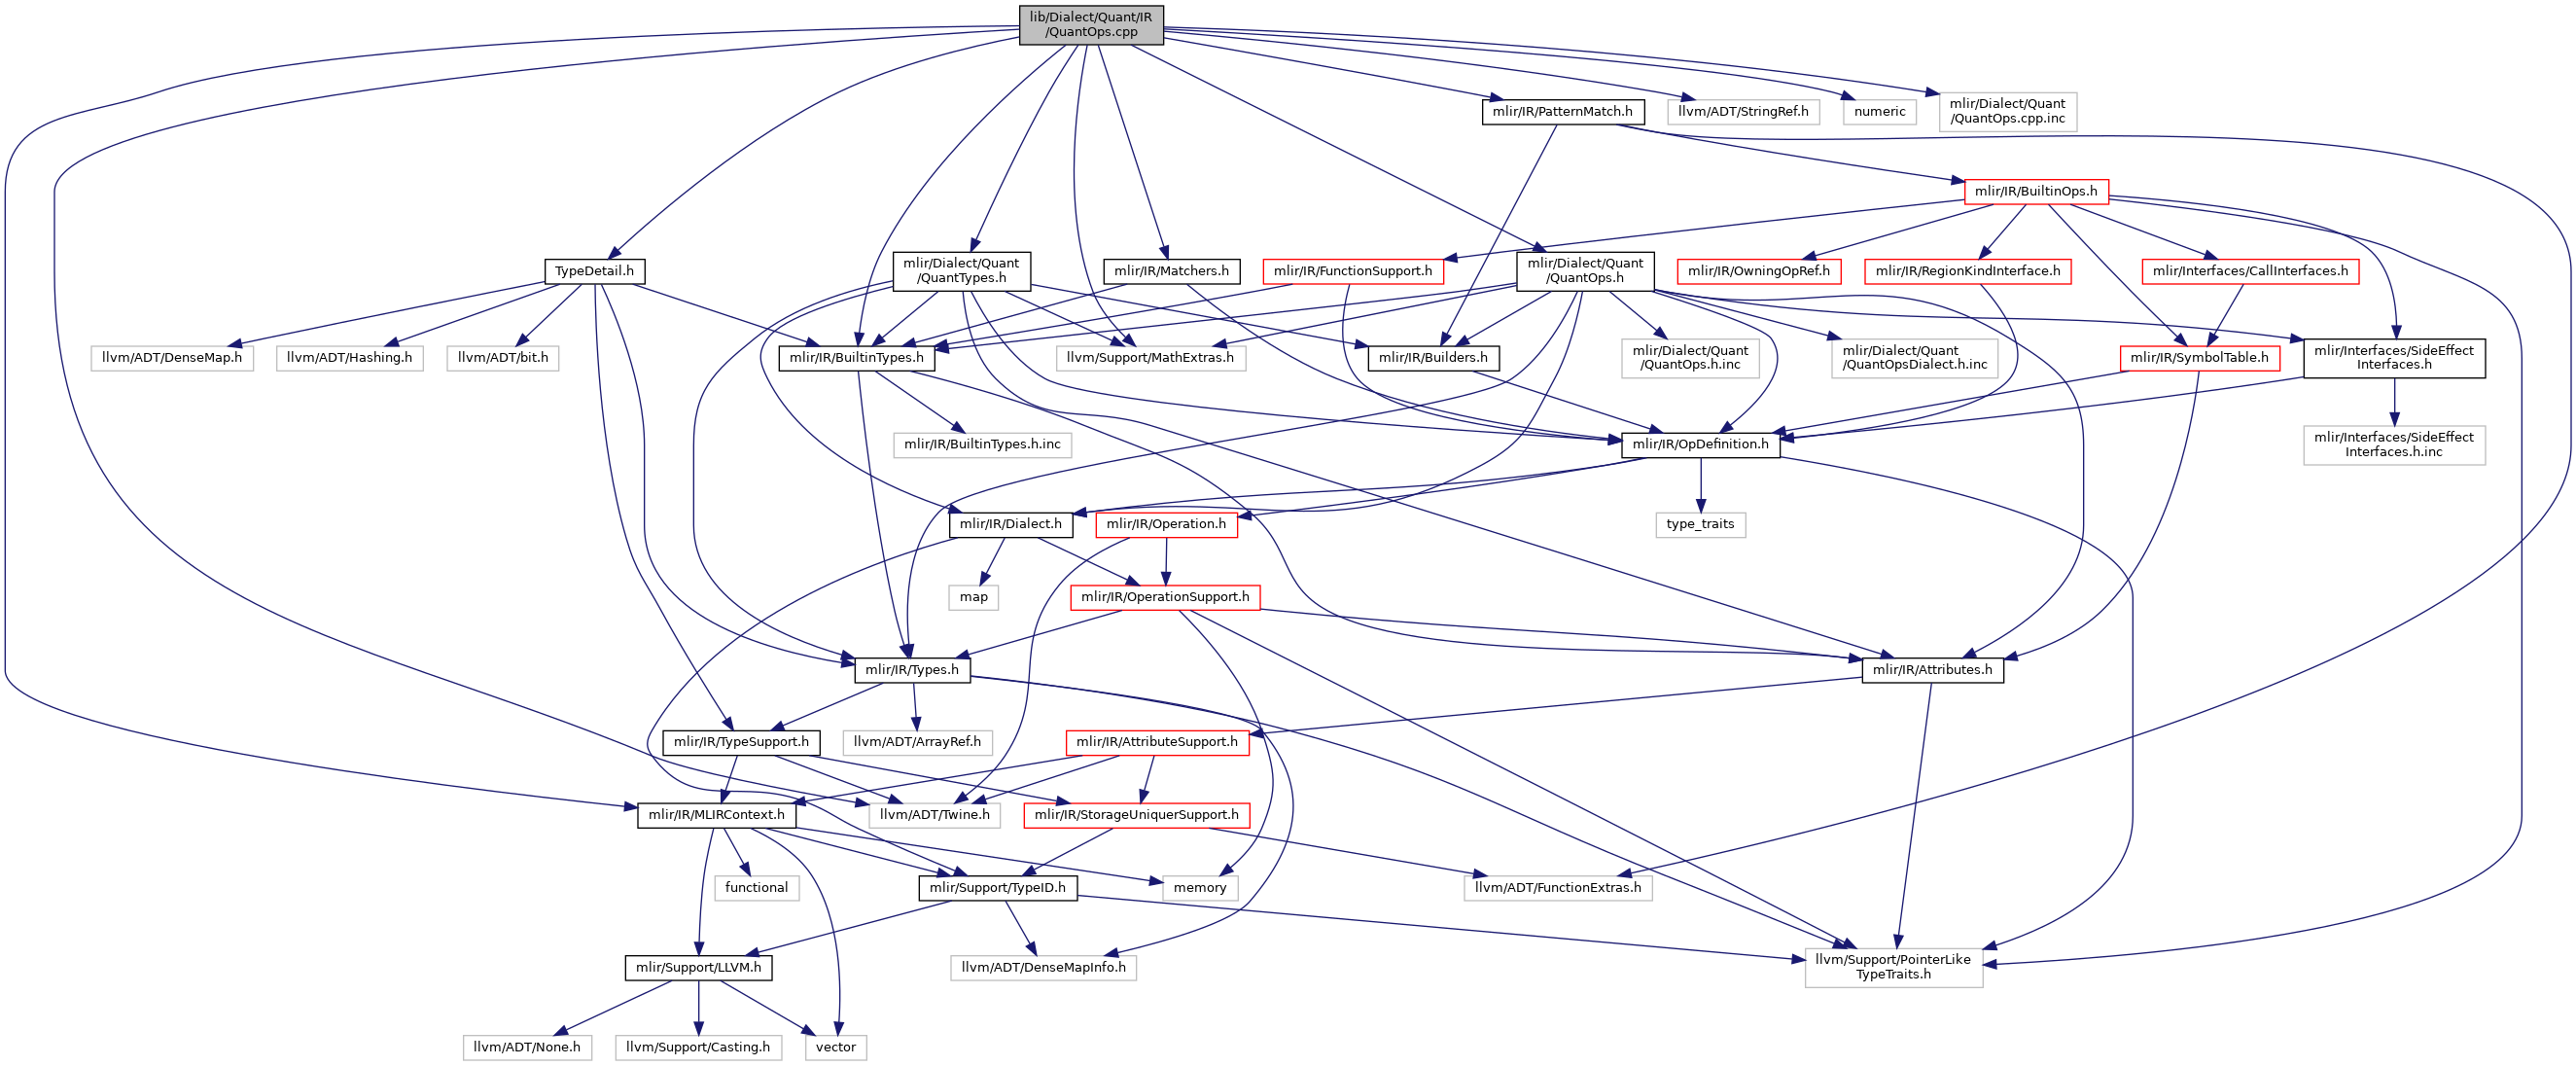 lib/Dialect/Quant/IR
/QuantOps.cpp
mlir/IR/PatternMatch.h
llvm/ADT/StringRef.h
numeric
mlir/Dialect/Quant
/QuantOps.cpp.inc
mlir/IR/BuiltinOps.h
TypeDetail.h
mlir/Dialect/Quant
/QuantTypes.h
mlir/IR/Matchers.h
mlir/IR/FunctionSupport.h
mlir/Dialect/Quant
/QuantOps.h
mlir/IR/OwningOpRef.h
mlir/IR/RegionKindInterface.h
mlir/Interfaces/CallInterfaces.h
llvm/ADT/DenseMap.h
llvm/ADT/Hashing.h
llvm/ADT/bit.h
mlir/IR/BuiltinTypes.h
llvm/Support/MathExtras.h
mlir/IR/Builders.h
mlir/Dialect/Quant
/QuantOps.h.inc
mlir/Dialect/Quant
/QuantOpsDialect.h.inc
mlir/IR/SymbolTable.h
mlir/Interfaces/SideEffect
Interfaces.h
mlir/IR/BuiltinTypes.h.inc
mlir/IR/OpDefinition.h
mlir/Interfaces/SideEffect
Interfaces.h.inc
mlir/IR/Dialect.h
mlir/IR/Operation.h
type_traits
map
mlir/IR/OperationSupport.h
mlir/IR/Types.h
mlir/IR/Attributes.h
mlir/IR/TypeSupport.h
llvm/ADT/ArrayRef.h
mlir/IR/AttributeSupport.h
mlir/IR/MLIRContext.h
llvm/ADT/Twine.h
mlir/IR/StorageUniquerSupport.h
functional
mlir/Support/TypeID.h
memory
llvm/ADT/FunctionExtras.h
mlir/Support/LLVM.h
llvm/ADT/DenseMapInfo.h
llvm/Support/PointerLike
TypeTraits.h
llvm/ADT/None.h
llvm/Support/Casting.h
vector